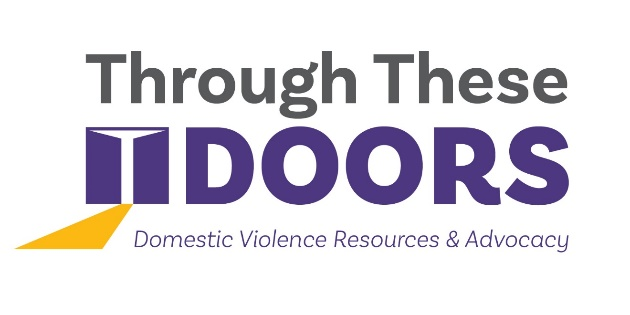 Through These
DOORS
Domestic Violence Resources & Advocacy